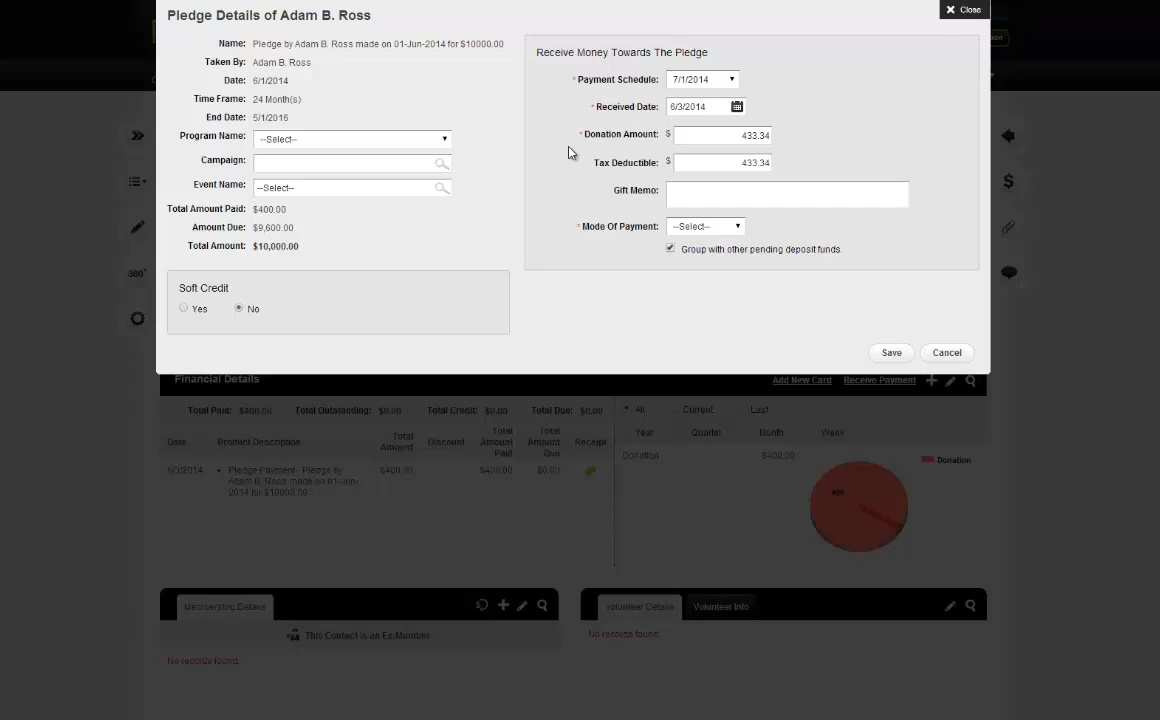 Pledge Details of Adam B. Ross
Close
Name: Pledge by Adam B. Ross made on 01-Jun-2014 for $10000.00
Taken By: Adam B. Ross
Date: 6/1/2014
Time Frame: 24 Month(s)
End Date: 5/1/2016
Program Name: --Select--
Campaign:
Event Name: --Select--
Total Amount Paid: $400.00
Amount Due: $9,600.00
Total Amount: $10,000.00
Soft Credit
Yes No
Receive Money Towards The Pledge
* Payment Schedule: 7/1/2014
* Received Date: 6/3/2014
* Donation Amount: $ 433.34
Tax Deductible: $ 433.34
Gift Memo:
* Mode Of Payment: --Select--
Group with other pending deposit funds.
Save Cancel
360°
Financial Details
Add New Card Receive Payment
Total Paid: $400.00 Total Outstanding: $0.00 Total Credit: $0.00 Total Due: $0.00
Date Product Description Total Amount Discount Total Amount Paid Total Amount Due Receipt
6/3/2014 Pledge Payment- Pledge by $400.00 $400.00 $0.00
Adam B. Ross made on 01-Jun-
2014 for $10000.00
All Current Last
Year Quarter Month Week
Donation $400.00
Donation
400
Membership Details
This Contact is an Ex-Member
No records found.
Volunteer Details Volunteer Info
No records found.